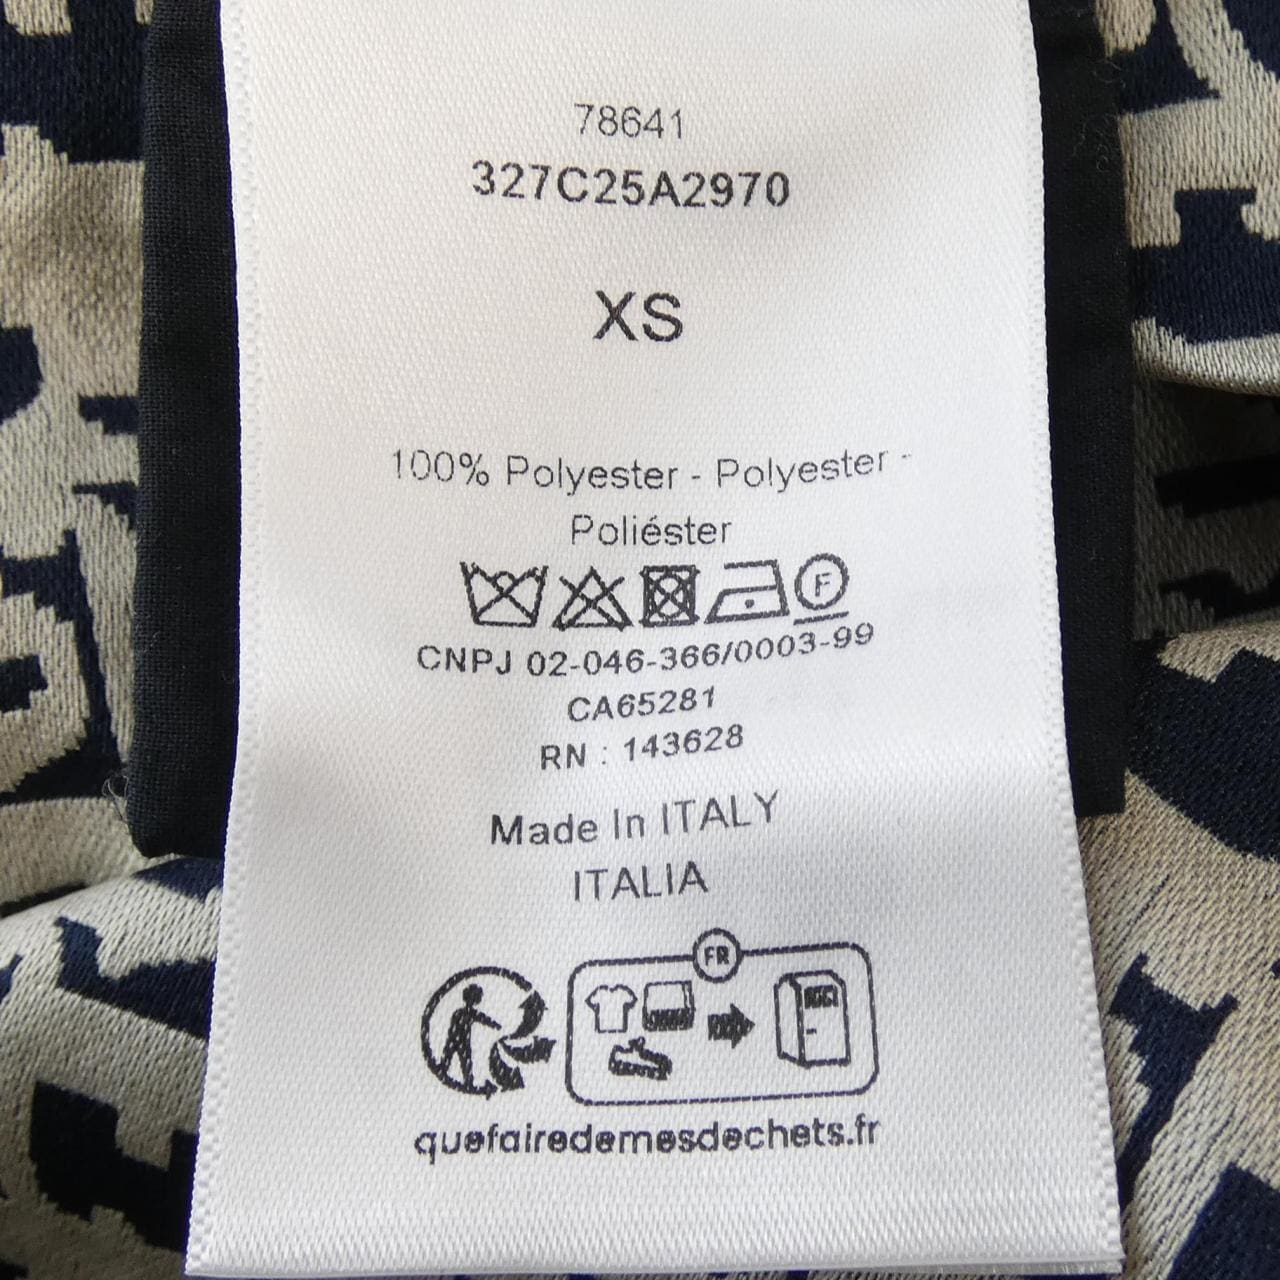 78641
327C25A2970
XS
100% Polyester - Polyester -
Poliéster
F
CNPJ 02-046-366/0003-99
CA65281
RN : 143628
Made In ITALY
ITALIA
FR
quefairedemesdechets.fr